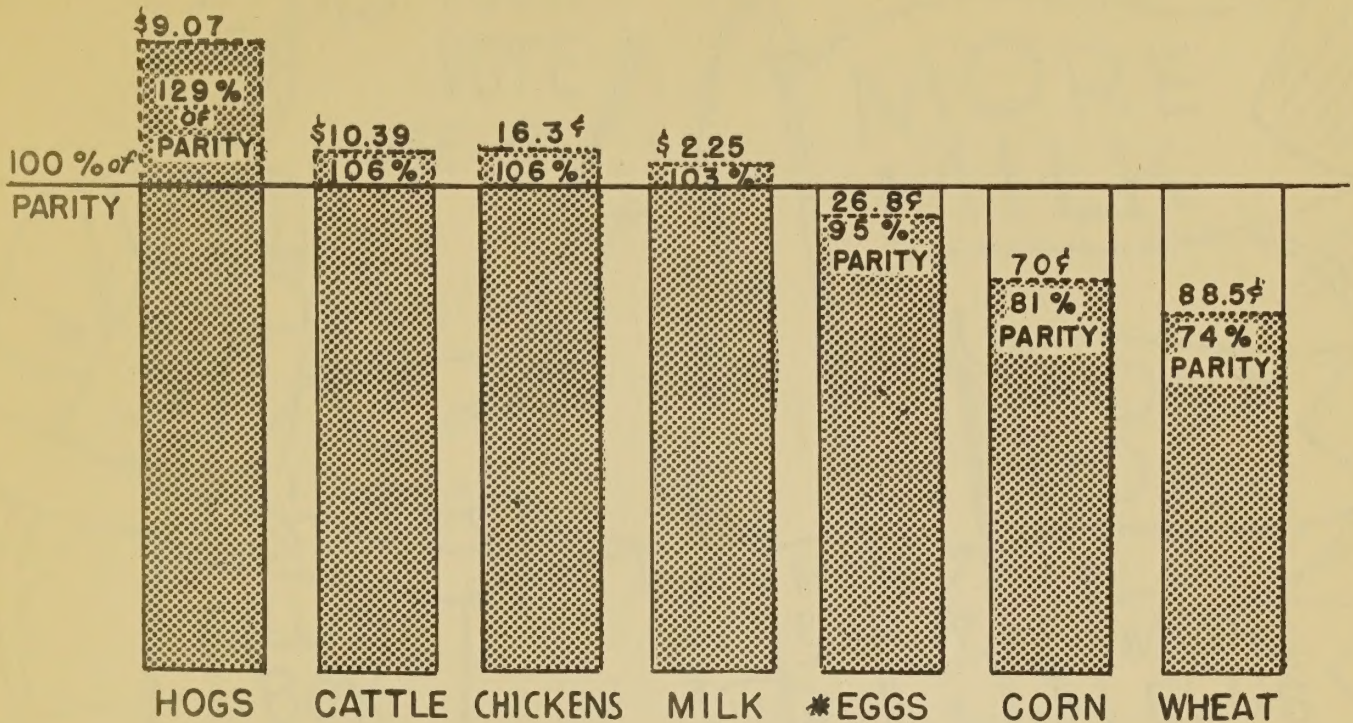 $9.07
129%
OF
PARITY
100% of
PARITY
$10.39
106%
16.3¢
106%
$2.25
103%
26.8¢
95%
PARITY
70¢
81%
PARITY
88.5¢
74%
PARITY
HOGS CATTLE CHICKENS MILK *EGGS CORN WHEAT